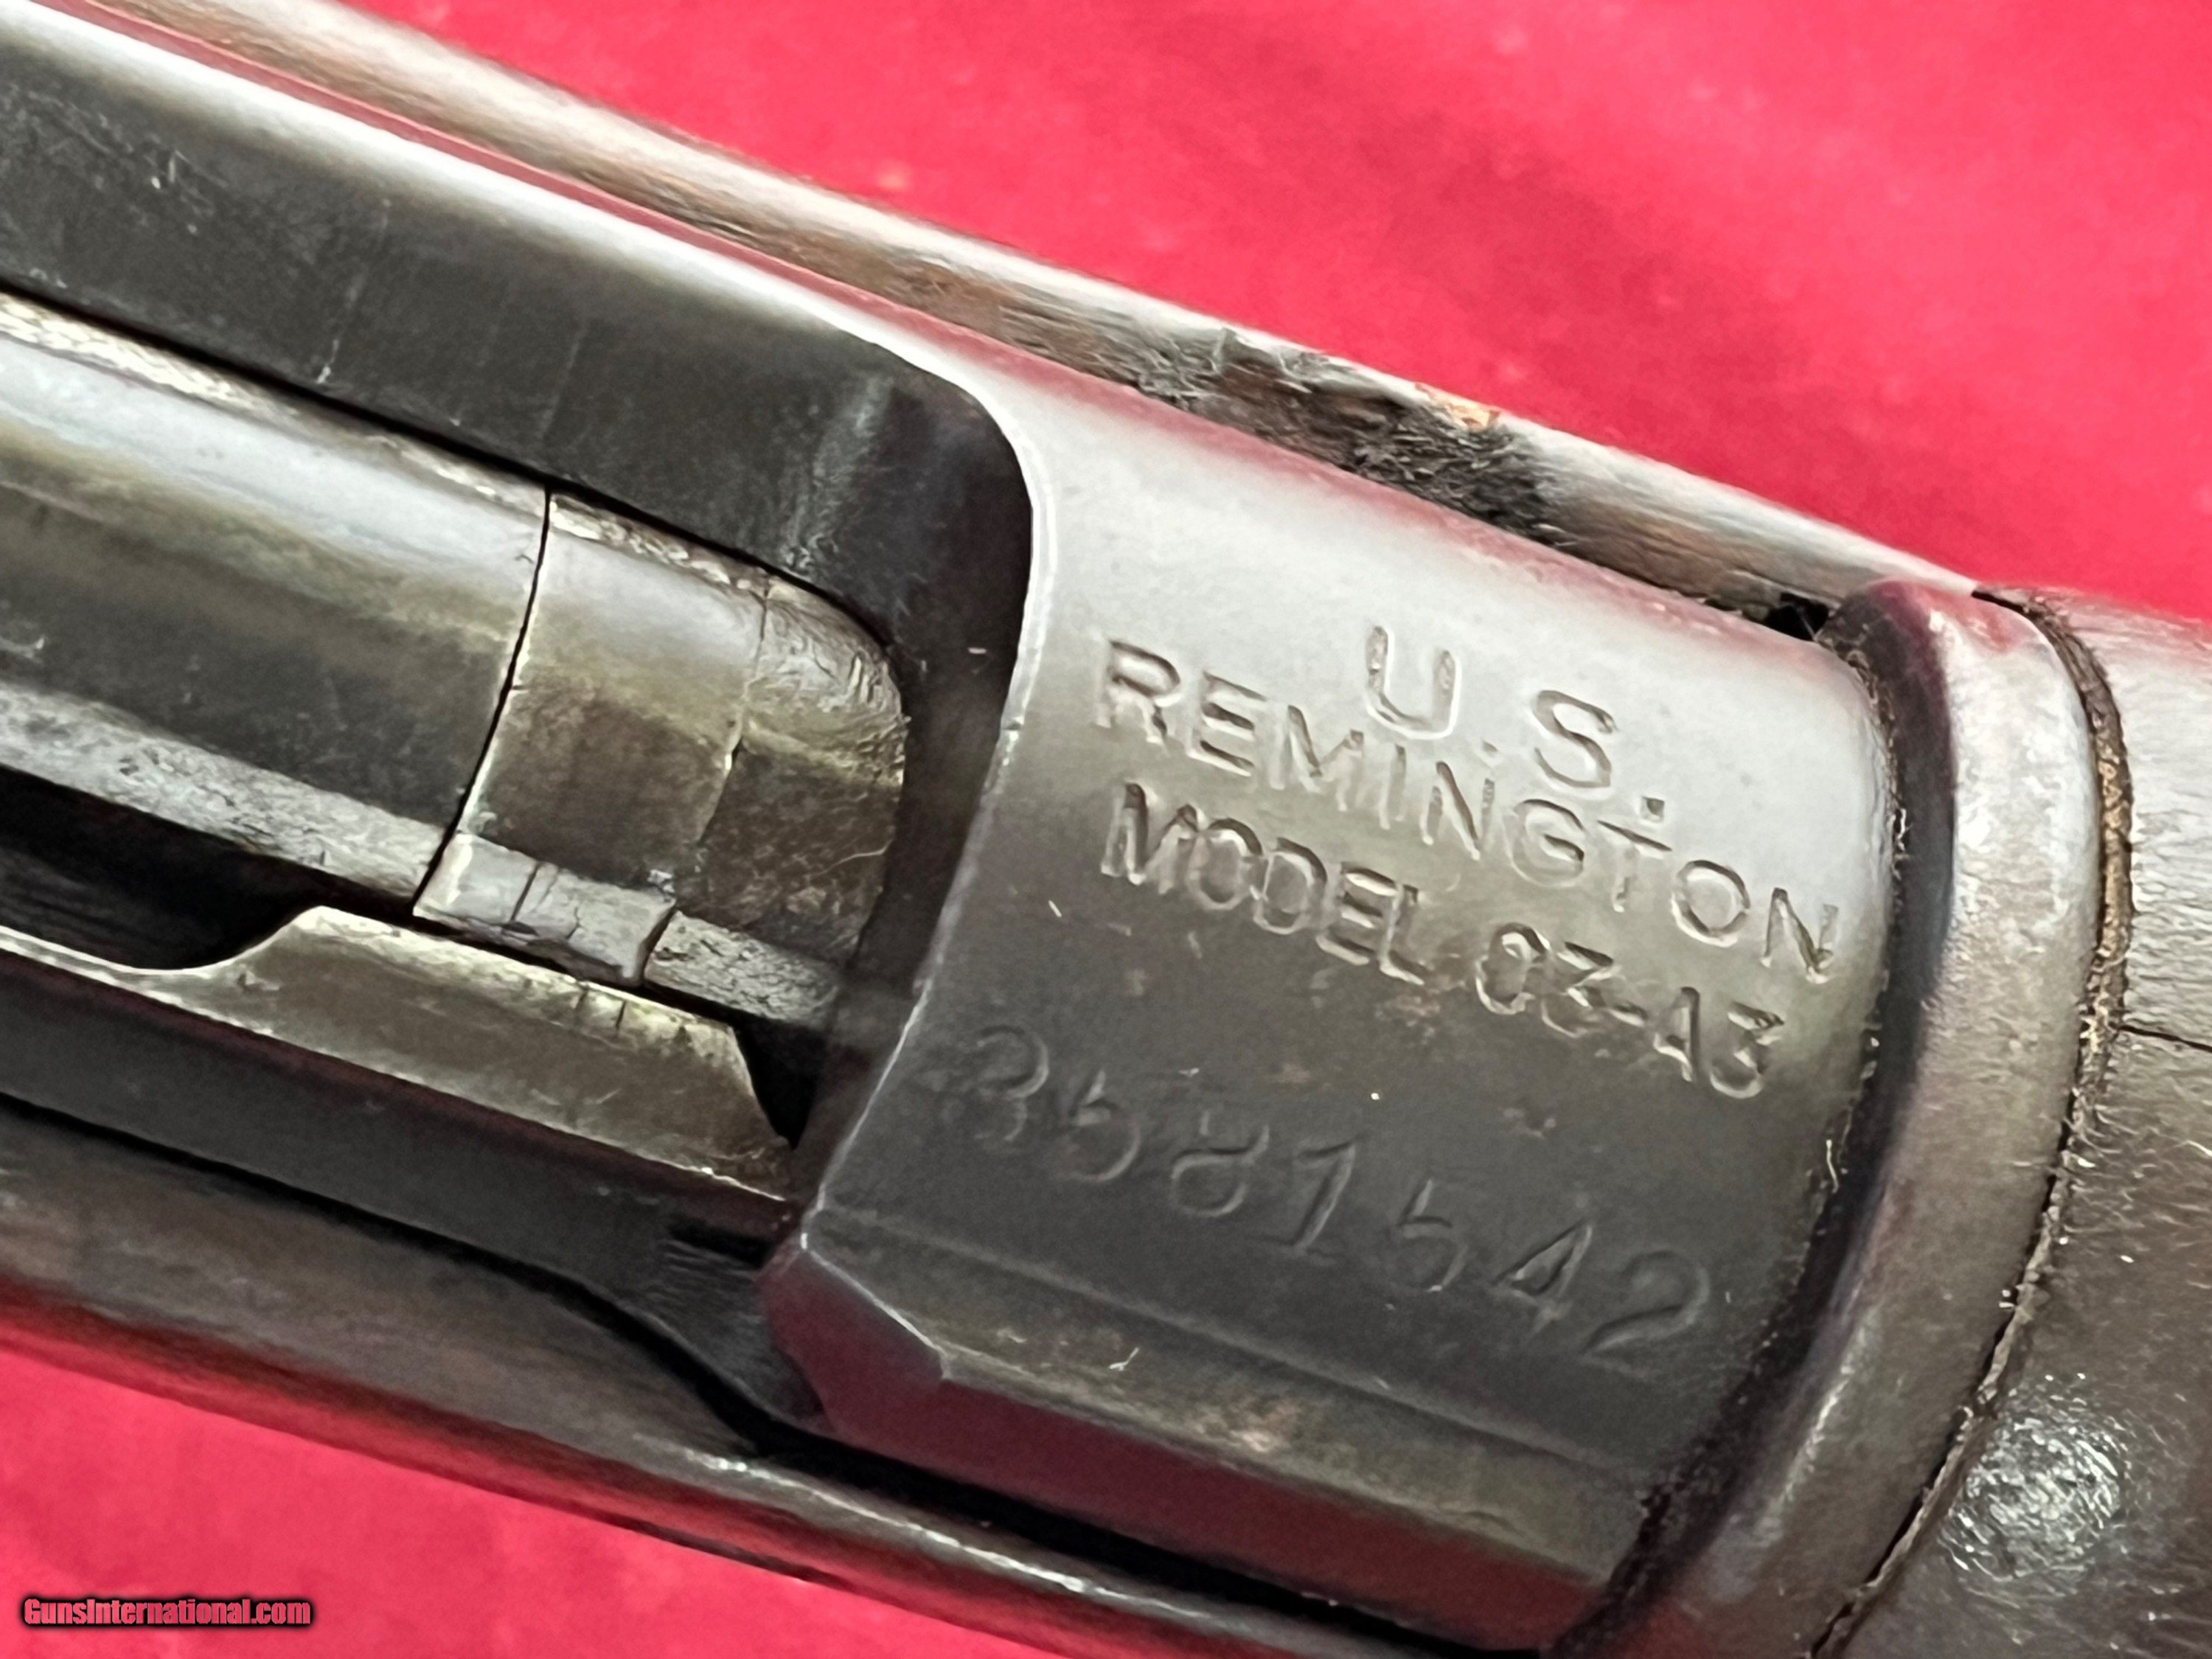 U.S.
REMINGTON
MODEL 03-A3
3581542
GunsInternational.com